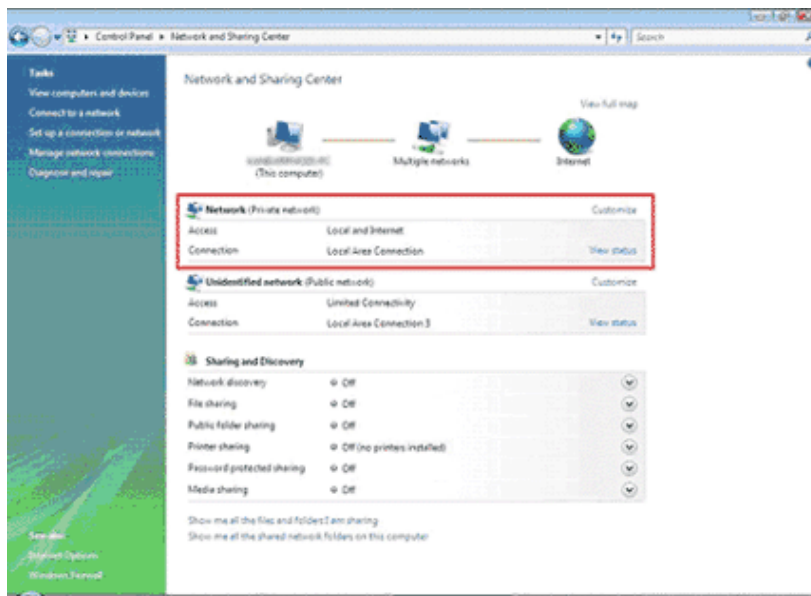 Control Panel ▸ Network and Sharing Center
Search
Tasks
View computers and devices
Connect to a network
Set up a connection or network
Manage network connections
Diagnose and repair
Network and Sharing Center
View full map
(This computer)
Multiple networks
Internet
Network (Private network)
Customize
Access Local and Internet
Connection Local Area Connection View status
Unidentified network (Public network)
Customize
Access Limited Connectivity
Connection Local Area Connection 3 View status
Sharing and Discovery
Network discovery Off
File sharing Off
Public folder sharing Off
Printer sharing Off (no printers installed)
Password protected sharing Off
Media sharing Off
Show me all the files and folders I am sharing
Show me all the shared network folders on this computer
See also
Internet Options
Windows Firewall